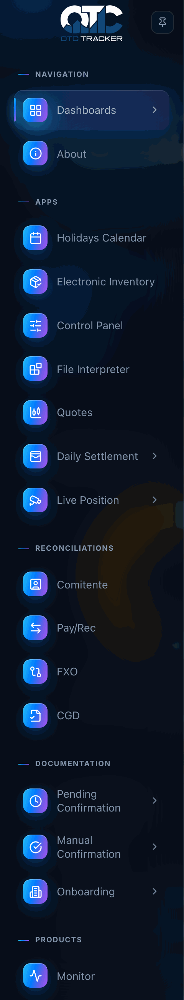 OTC
OTC TRACKER
NAVIGATION
Dashboards
About
APPS
Holidays Calendar
Electronic Inventory
Control Panel
File Interpreter
Quotes
Daily Settlement
Live Position
RECONCILIATIONS
Comitente
Pay/Rec
FXO
CGD
DOCUMENTATION
Pending
Confirmation
Manual
Confirmation
Onboarding
PRODUCTS
Monitor